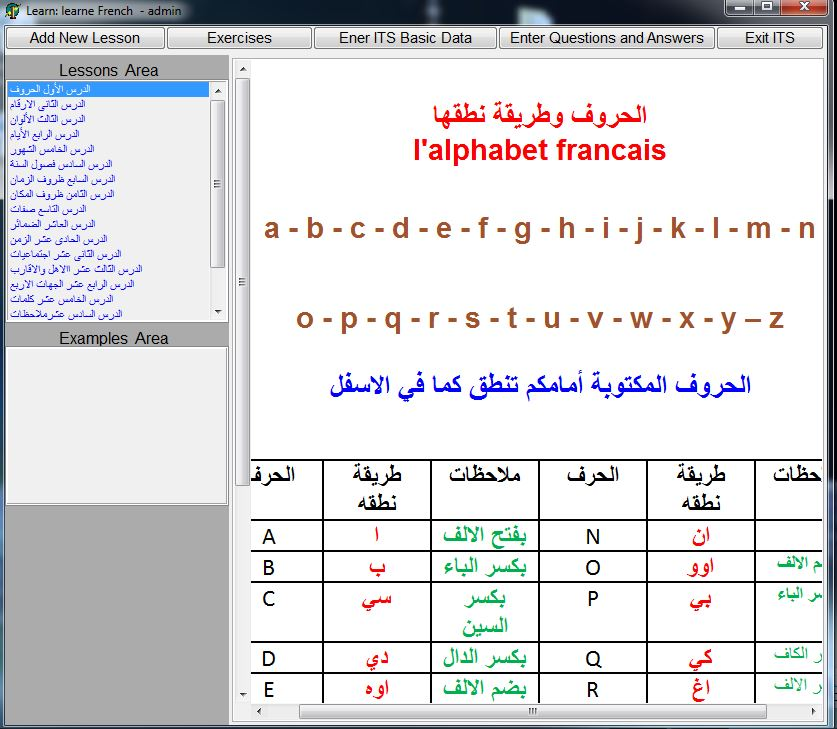 Learn: learne French - admin
Add New Lesson Exercises Ener ITS Basic Data Enter Questions and Answers Exit ITS
Lessons Area
الدرس الأول الحروف
الدرس الثانى الارقام
الدرس الثالث الألوان
الدرس الرابع الأيام
الدرس الخامس الشهور
الدرس السادس فصول السنة
الدرس السابع ظروف الزمان
الدرس الثامن ظروف المكان
الدرس التاسع صفات
الدرس العاشر الضمائر
الدرس الحادى عشر الزمن
الدرس الثانى عشر اجتماعيات
الدرس الثالث عشر الاهل والاقارب
الدرس الرابع عشر الجهات الاربع
الدرس الخامس عشر كلمات
الدرس السادس عشرملاحظات
Examples Area
الحروف وطريقة نطقها
l'alphabet francais
a - b - c - d - e - f - g - h - i - j - k - l - m - n
o - p - q - r - s - t - u - v - w - x - y – z
الحروف المكتوبة أمامكم تنطق كما في الاسفل
الحرف طريقة نطقه ملاحظات الحرف طريقة نطقه
A ا بفتح الالف N ان
B ب بكسر الباء O اوو م الالف
C سي بكسر السين P بي سر الباء
D دي بكسر الدال Q كي ر الكاف
E اوه بضم الالف R اغ ر الالف